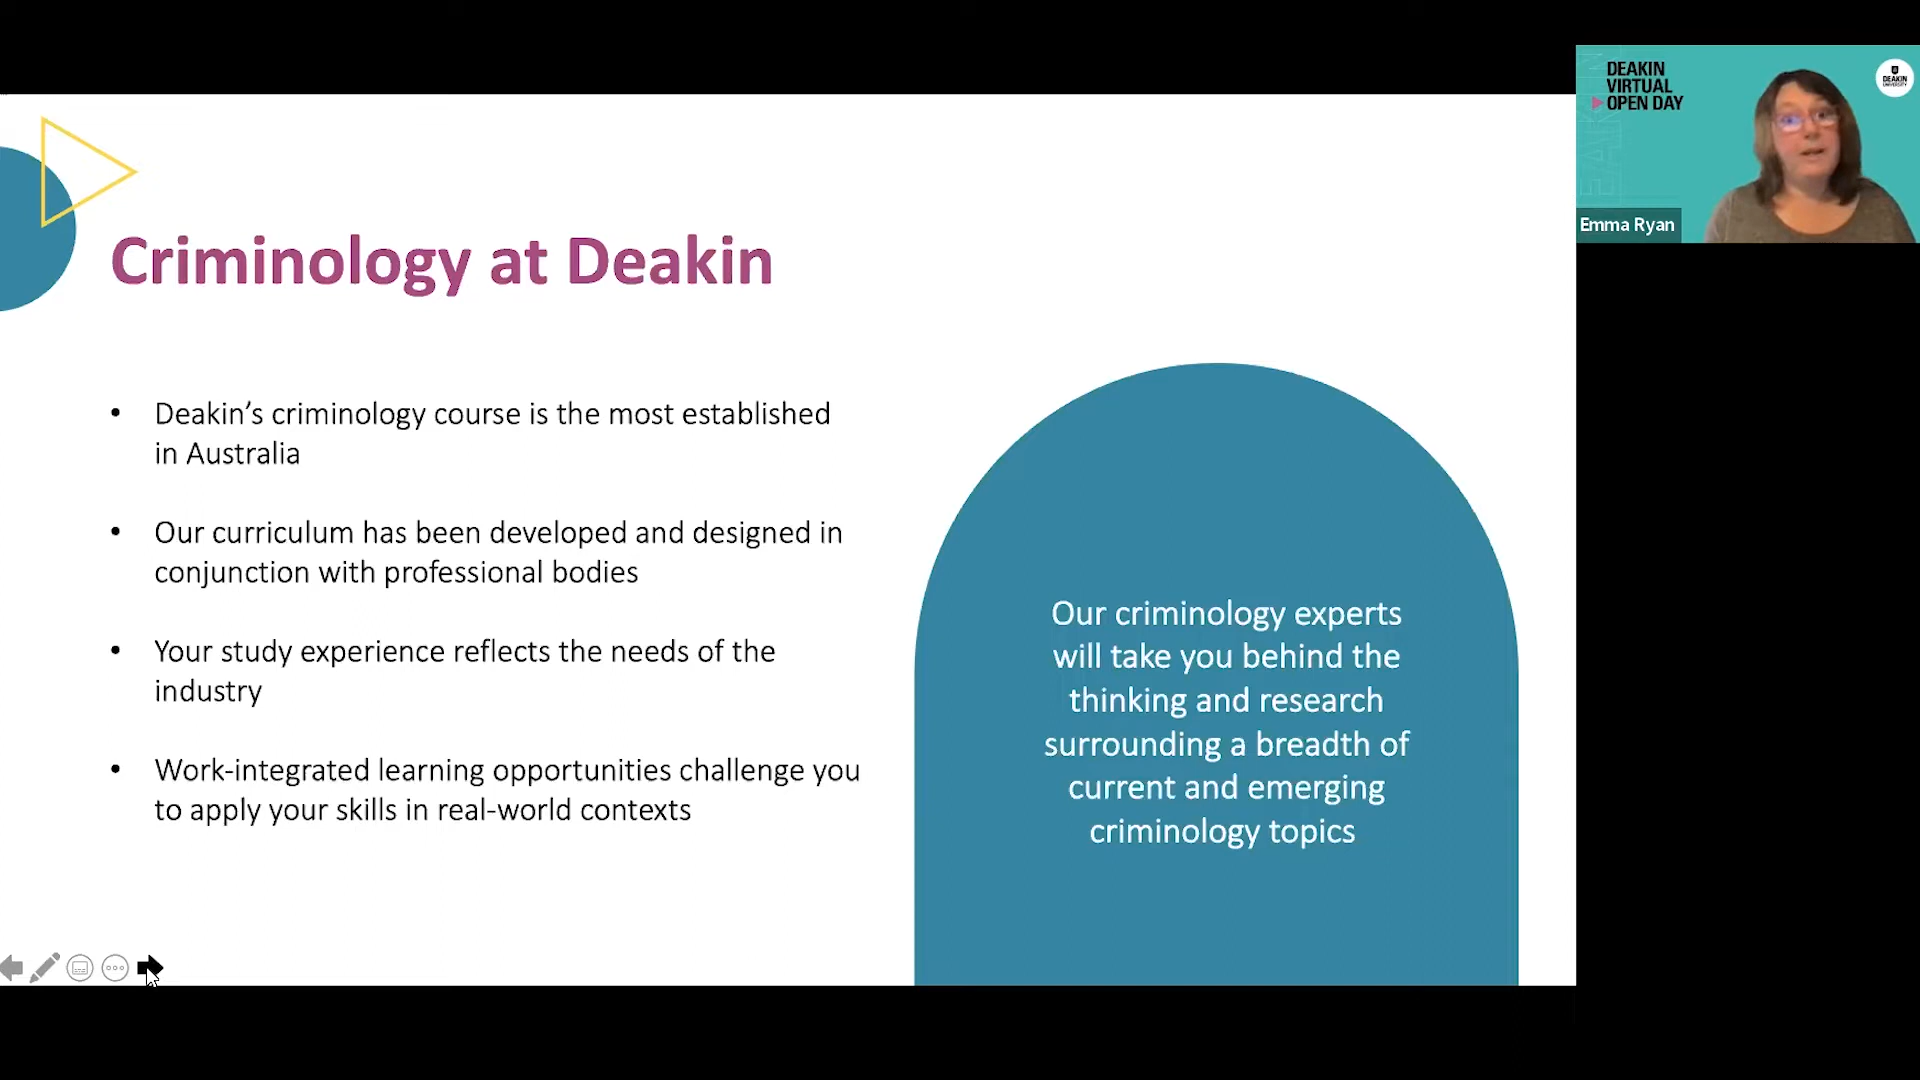 DEAKIN
VIRTUAL
OPEN DAY
DEAKIN
UNIVERSITY
Emma Ryan
Criminology at Deakin
• Deakin’s criminology course is the most established
in Australia
• Our curriculum has been developed and designed in
conjunction with professional bodies
• Your study experience reflects the needs of the
industry
• Work-integrated learning opportunities challenge you
to apply your skills in real-world contexts
Our criminology experts
will take you behind the
thinking and research
surrounding a breadth of
current and emerging
criminology topics